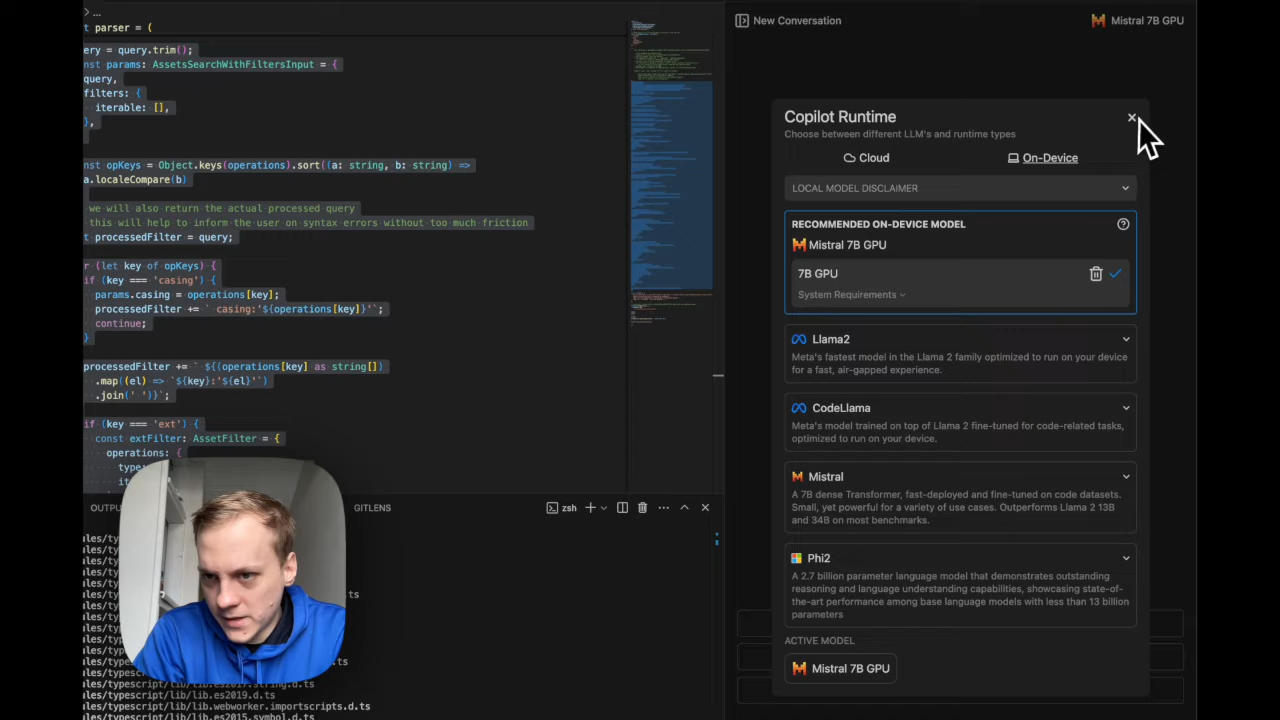 > ...
t parser = (
ery = query.trim();
nst params: AssetsSearchWithFiltersInput = {
query,
filters: {
iterable: [],
},
nst opKeys = Object.keys(operations).sort((a: string, b: string) =>
a.localeCompare(b)
we will also return the actual processed query
this will help to inform the user on syntax errors without too much friction
t processedFilter = query;
r (let key of opKeys) {
if (key === 'casing') {
params.casing = operations[key];
processedFilter += ` casing:'${operations[key]}'`;
continue;
}
processedFilter += ` ${(operations[key] as string[])
.map((el) => `${key}:'${el}'`)
.join(' ')}`;
if (key === 'ext') {
const extFilter: AssetFilter = {
operations: {
type:
OUTPU
GITLENS
zsh
ules/typescript/lib/lib.es2019.d.ts
ules/typescript/lib/lib.webworker.importscripts.d.ts
ules/typescript/lib/lib.es2015.symbol.d.ts
New Conversation
Mistral 7B GPU
Copilot Runtime
Choose between different LLM's and runtime types
Cloud
On-Device
LOCAL MODEL DISCLAIMER
RECOMMENDED ON-DEVICE MODEL
Mistral 7B GPU
7B GPU
System Requirements
Llama2
Meta's fastest model in the Llama 2 family optimized to run on your device
for a fast, air-gapped experience.
CodeLlama
Meta's model trained on top of Llama 2 fine-tuned for code-related tasks,
optimized to run on your device.
Mistral
A 7B dense Transformer, fast-deployed and fine-tuned on code datasets.
Small, yet powerful for a variety of use cases. Outperforms Llama 2 13B
and 34B on most benchmarks.
Phi2
A 2.7 billion parameter language model that demonstrates outstanding
reasoning and language understanding capabilities, showcasing state-of-
the-art performance among base language models with less than 13 billion
parameters
ACTIVE MODEL
Mistral 7B GPU